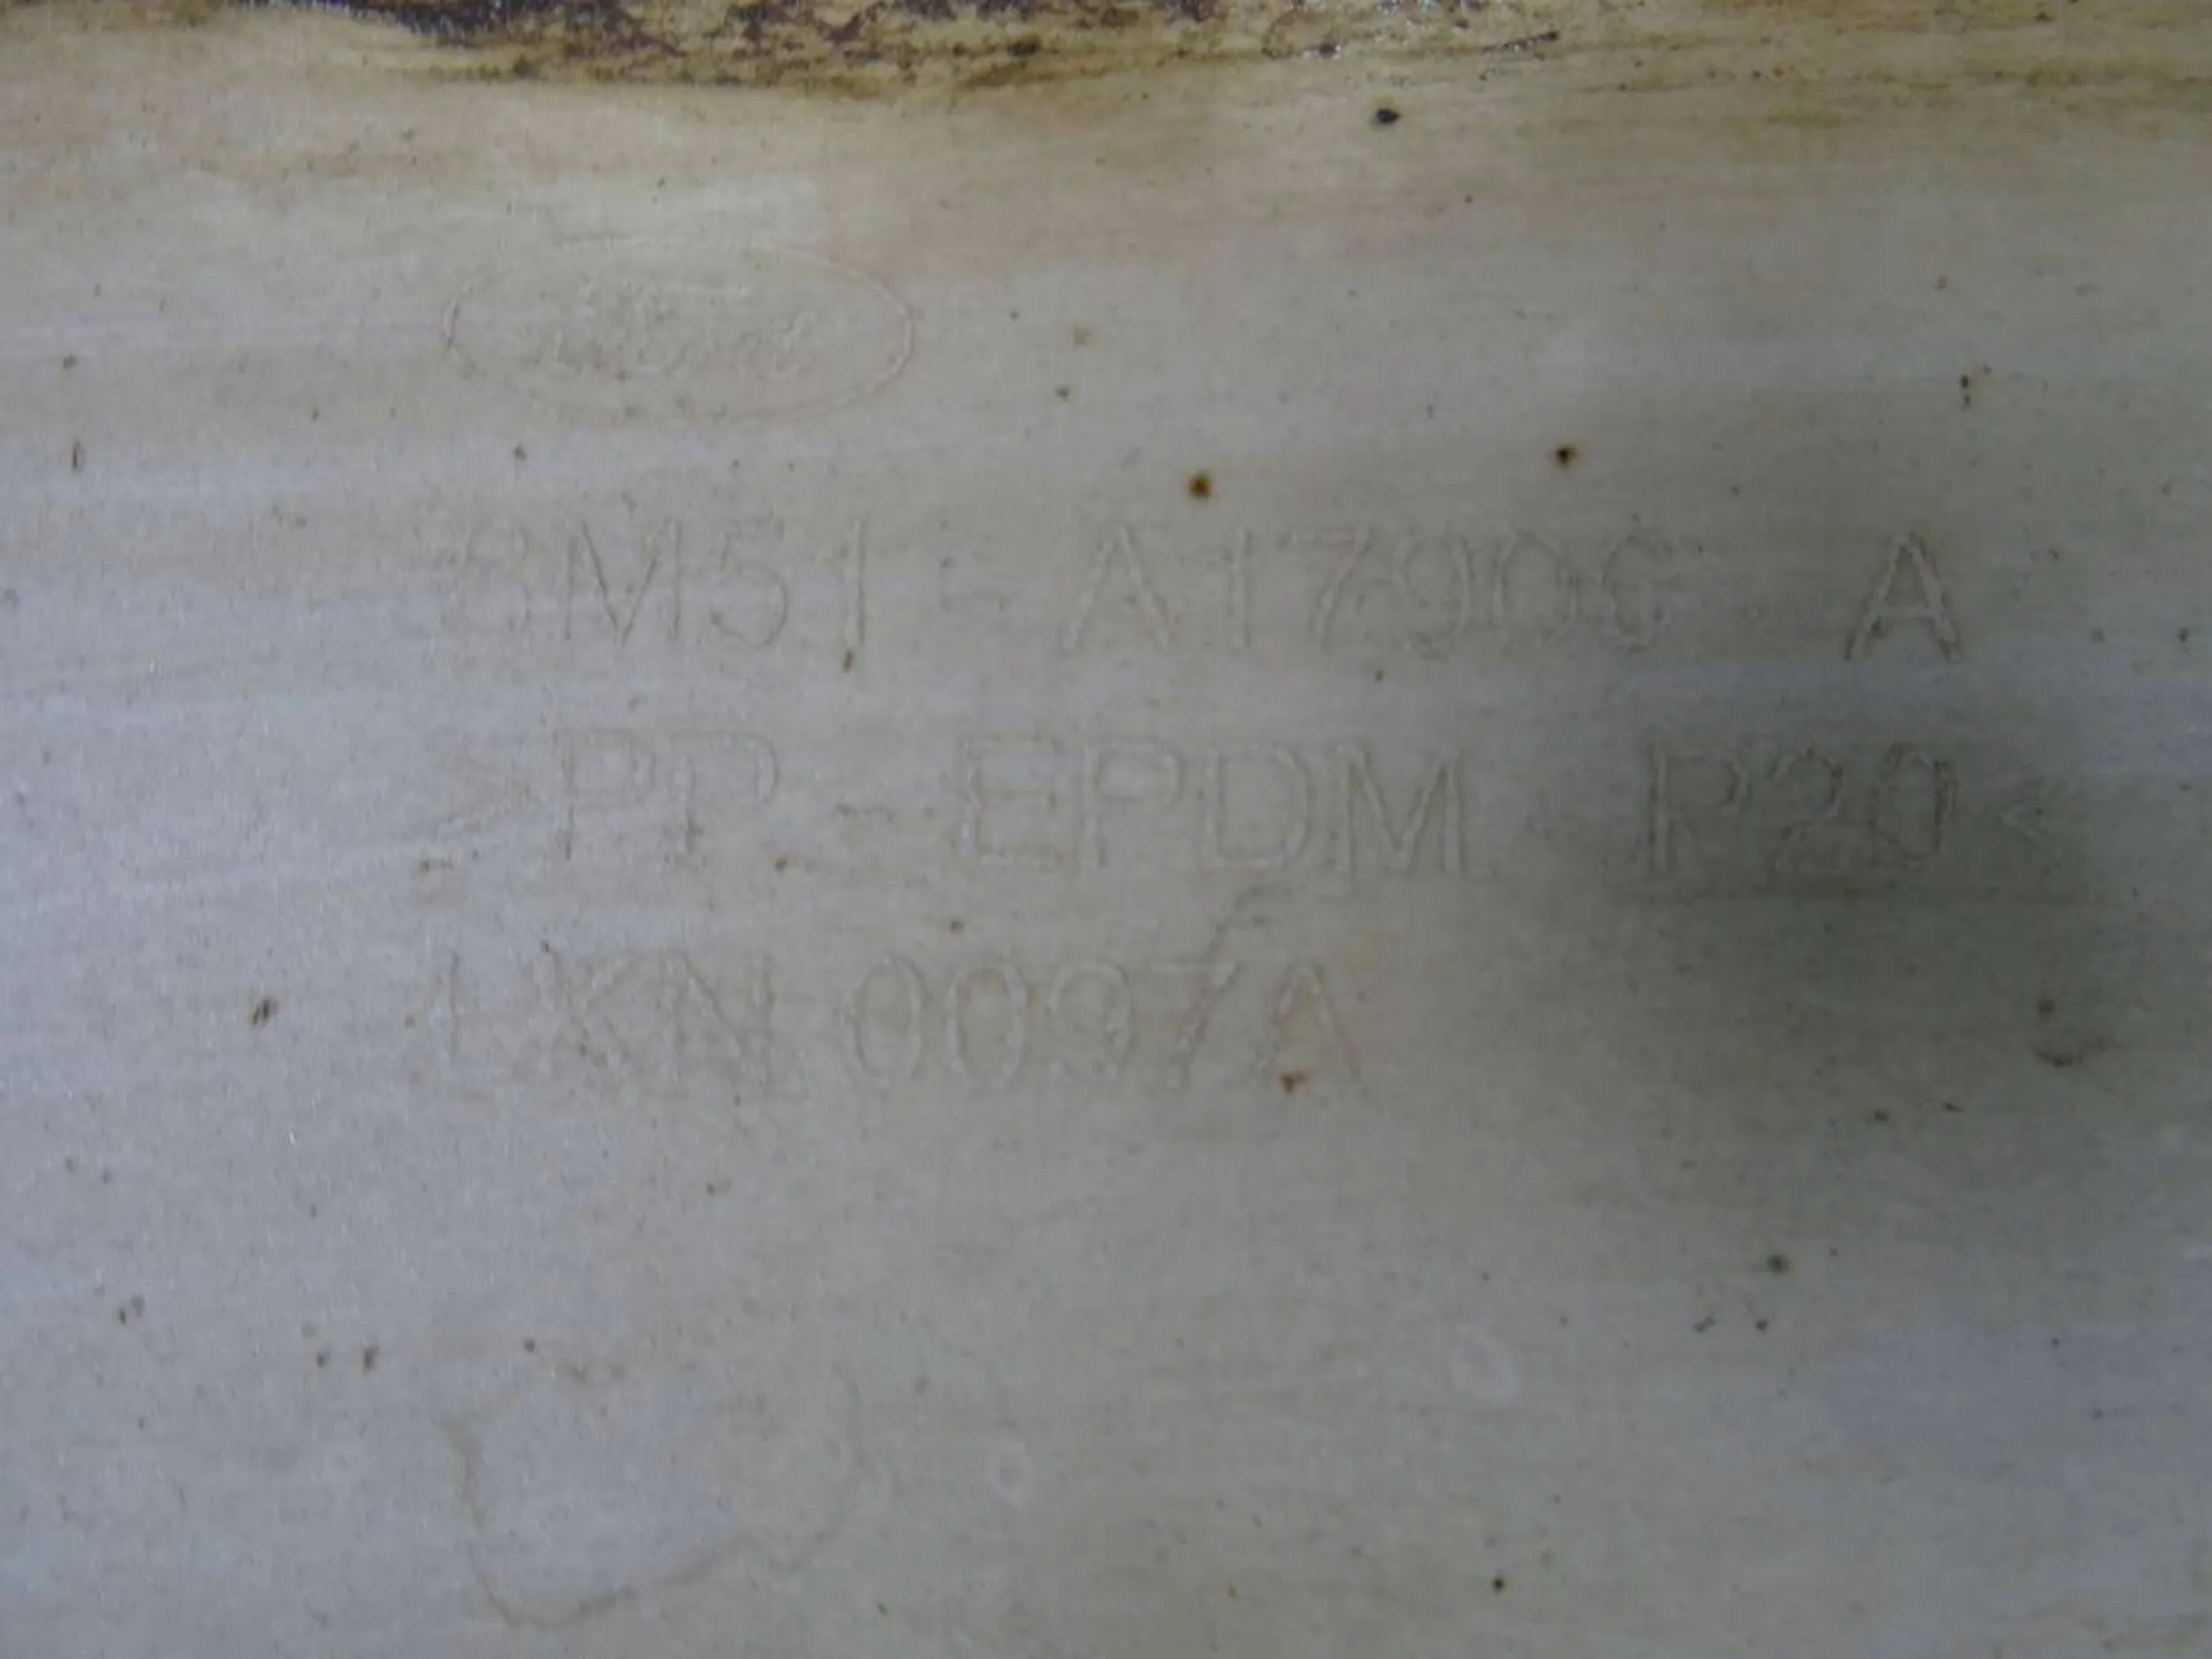 Ford
8M51 - A17906 A
>PP - EPDM P20<
LKN 0097A